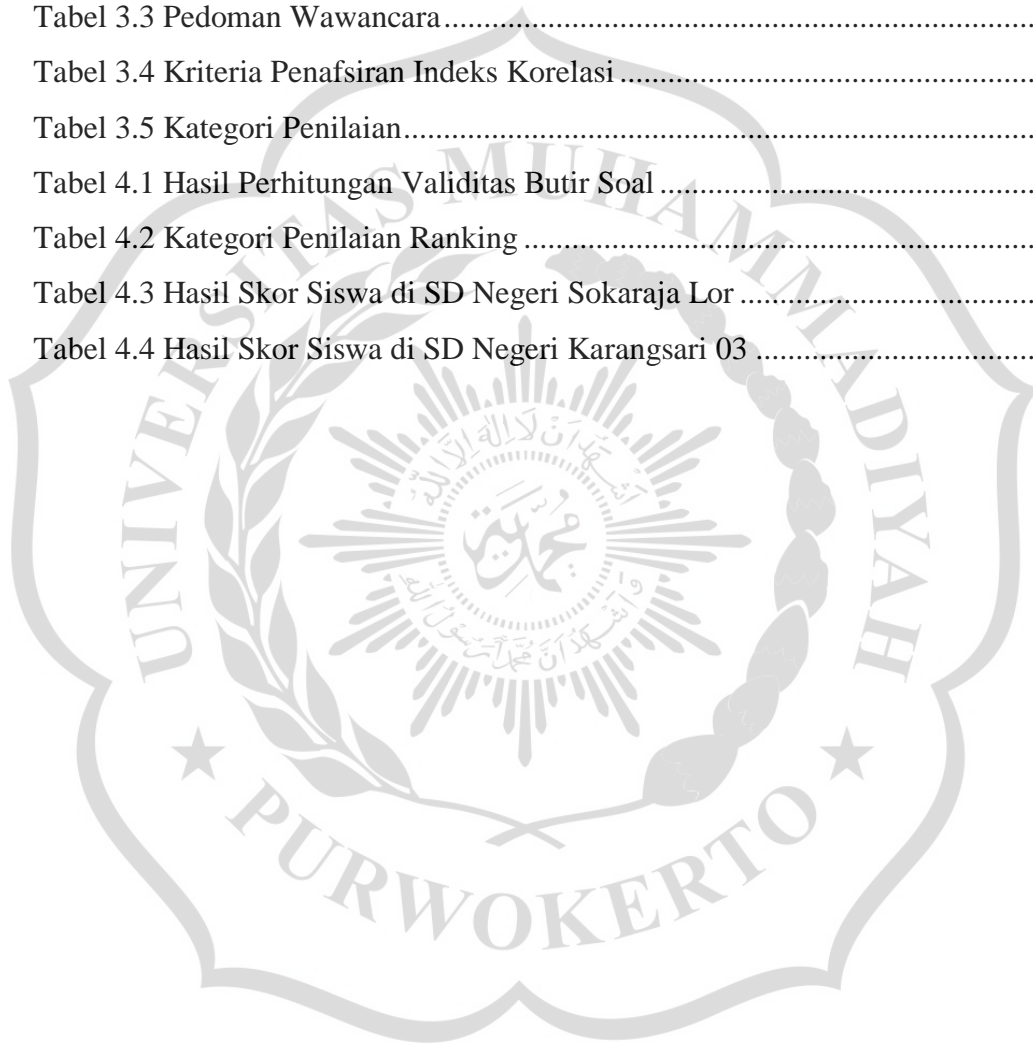 Tabel 3.3 Pedoman Wawancara................................................................
Tabel 3.4 Kriteria Penafsiran Indeks Korelasi...........................................
Tabel 3.5 Kategori Penilaian.....................................................................
Tabel 4.1 Hasil Perhitungan Validitas Butir Soal......................................
Tabel 4.2 Kategori Penilaian Ranking.......................................................
Tabel 4.3 Hasil Skor Siswa di SD Negeri Sokaraja Lor............................
Tabel 4.4 Hasil Skor Siswa di SD Negeri Karangsari 03..........................
UNIVERSITAS MUHAMMADIYAH
PURWOKERTO